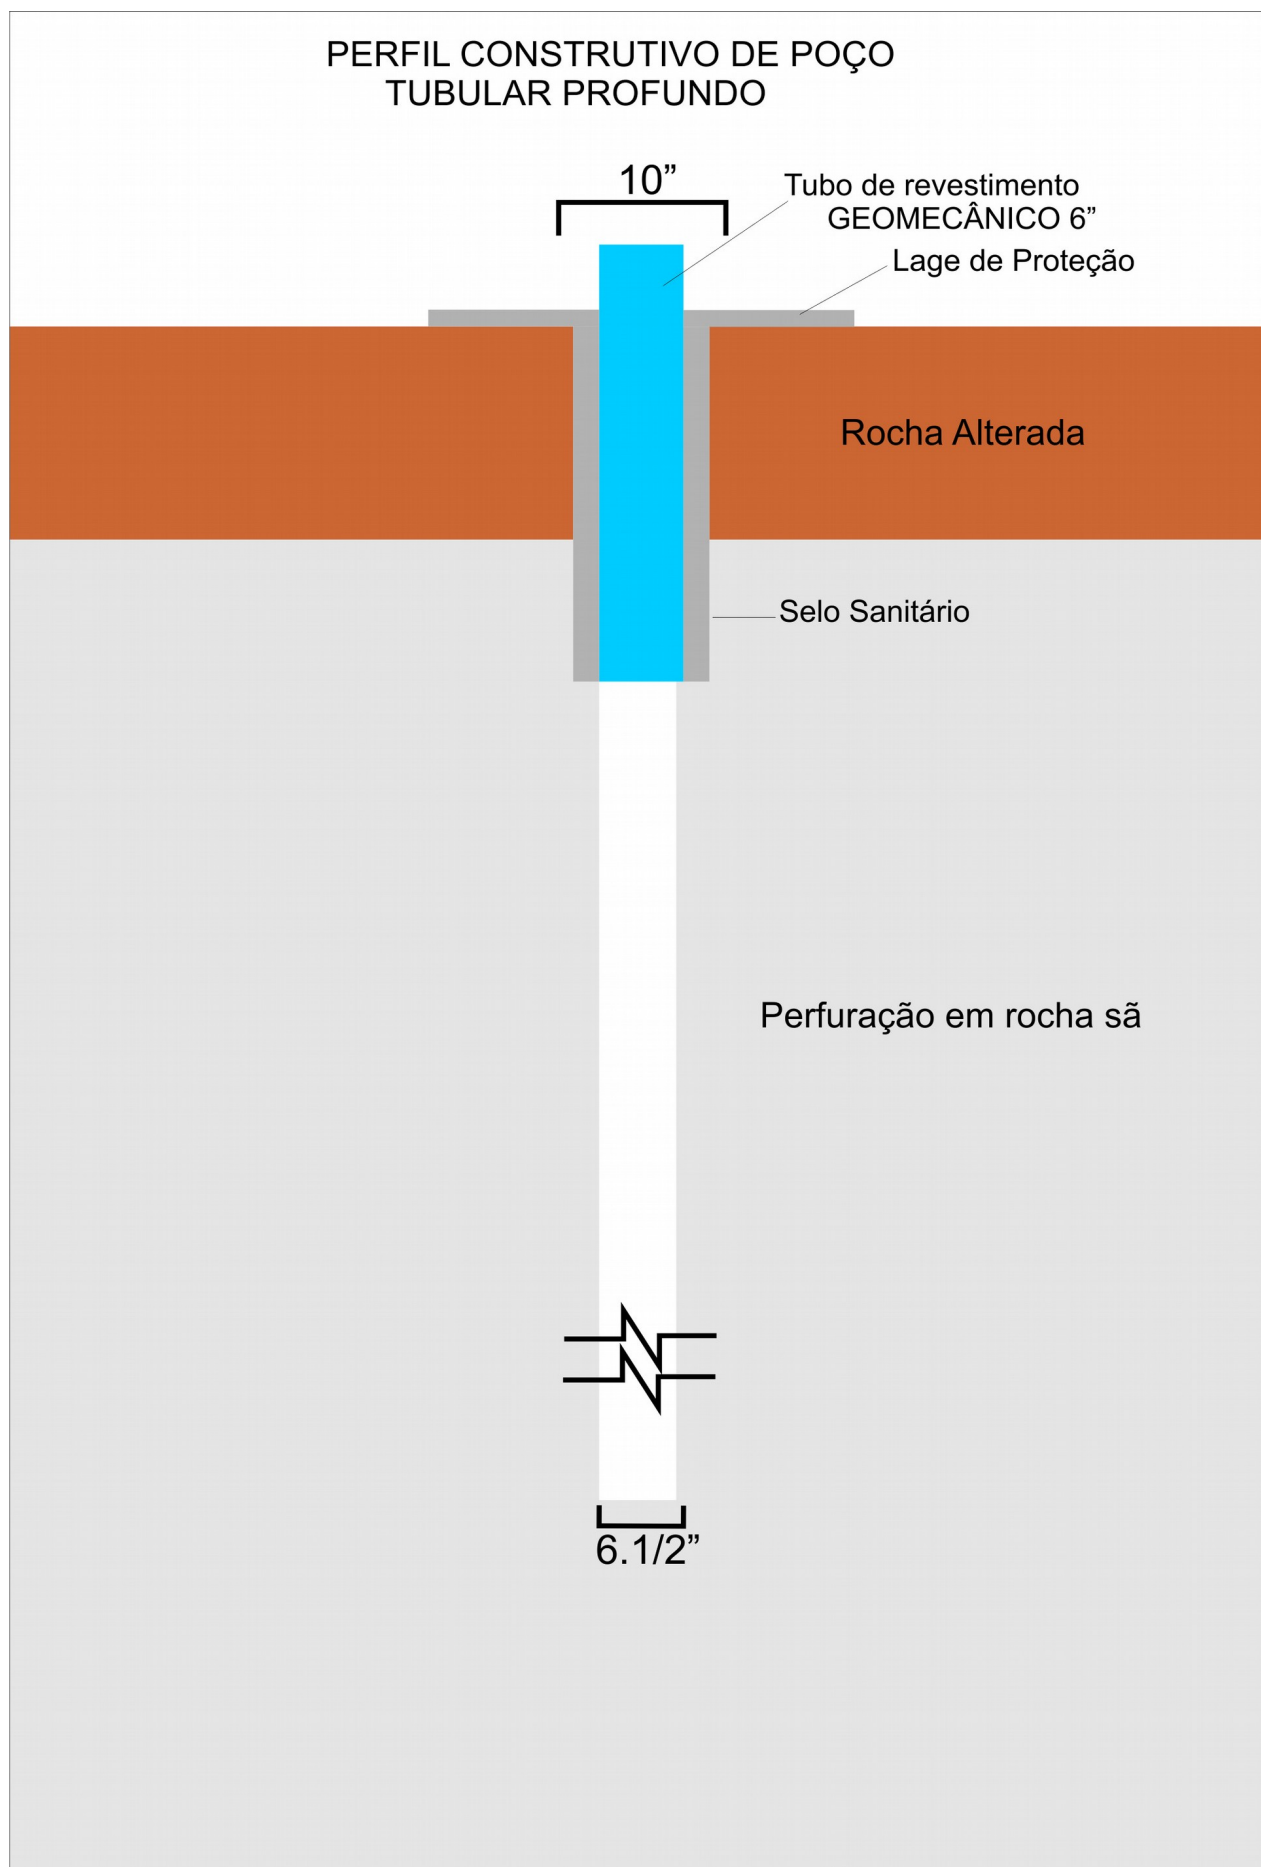 PERFIL CONSTRUTIVO DE POÇO
TUBULAR PROFUNDO
10”
Tubo de revestimento
GEOMECÂNICO 6”
Lage de Proteção
Rocha Alterada
Selo Sanitário
Perfuração em rocha sã
6.1/2”